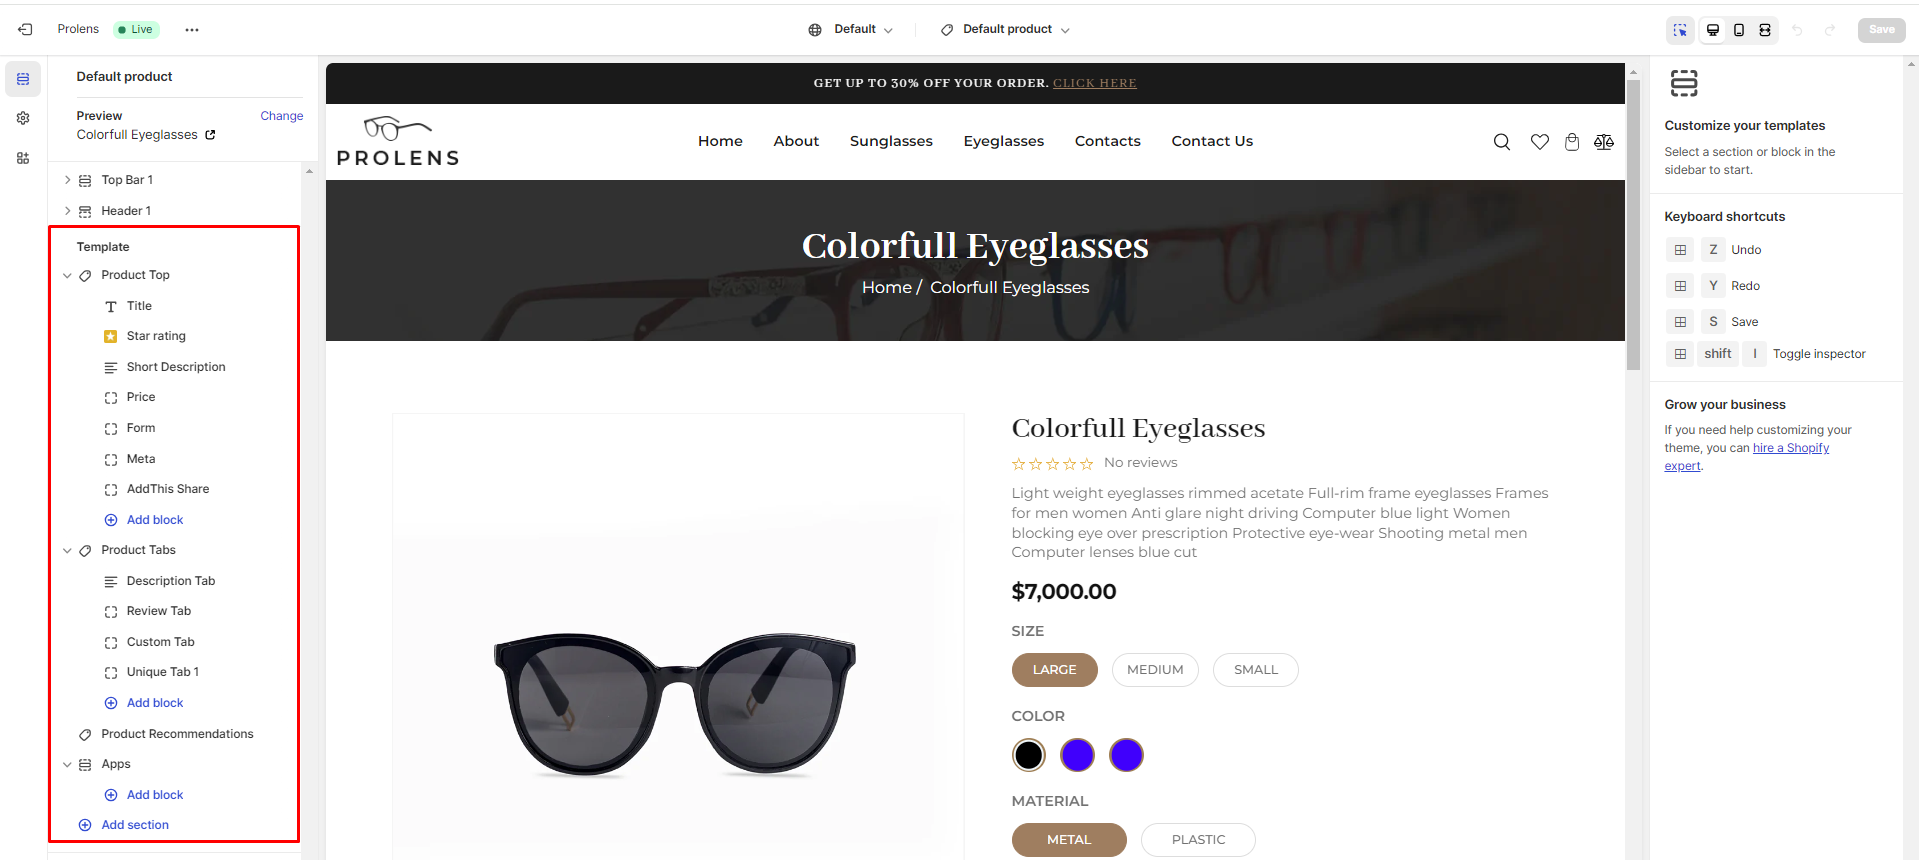 Prolens
Live
Default
Default product
Save
Default product
Preview
Change
Colorfull Eyeglasses
Top Bar 1
Header 1
Template
Product Top
Title
Star rating
Short Description
Price
Form
Meta
AddThis Share
Add block
Product Tabs
Description Tab
Review Tab
Custom Tab
Unique Tab 1
Add block
Product Recommendations
Apps
Add block
Add section
GET UP TO 30% OFF YOUR ORDER. CLICK HERE
PROLENS
Home About Sunglasses Eyeglasses Contacts Contact Us
Colorfull Eyeglasses
Home / Colorfull Eyeglasses
Colorfull Eyeglasses
No reviews
Light weight eyeglasses rimmed acetate Full-rim frame eyeglasses Frames
for men women Anti glare night driving Computer blue light Women
blocking eye over prescription Protective eye-wear Shooting metal men
Computer lenses blue cut
$7,000.00
SIZE
LARGE MEDIUM SMALL
COLOR
MATERIAL
METAL PLASTIC
Customize your templates
Select a section or block in the
sidebar to start.
Keyboard shortcuts
Z Undo
Y Redo
S Save
shift I Toggle inspector
Grow your business
If you need help customizing your
theme, you can hire a Shopify
expert.